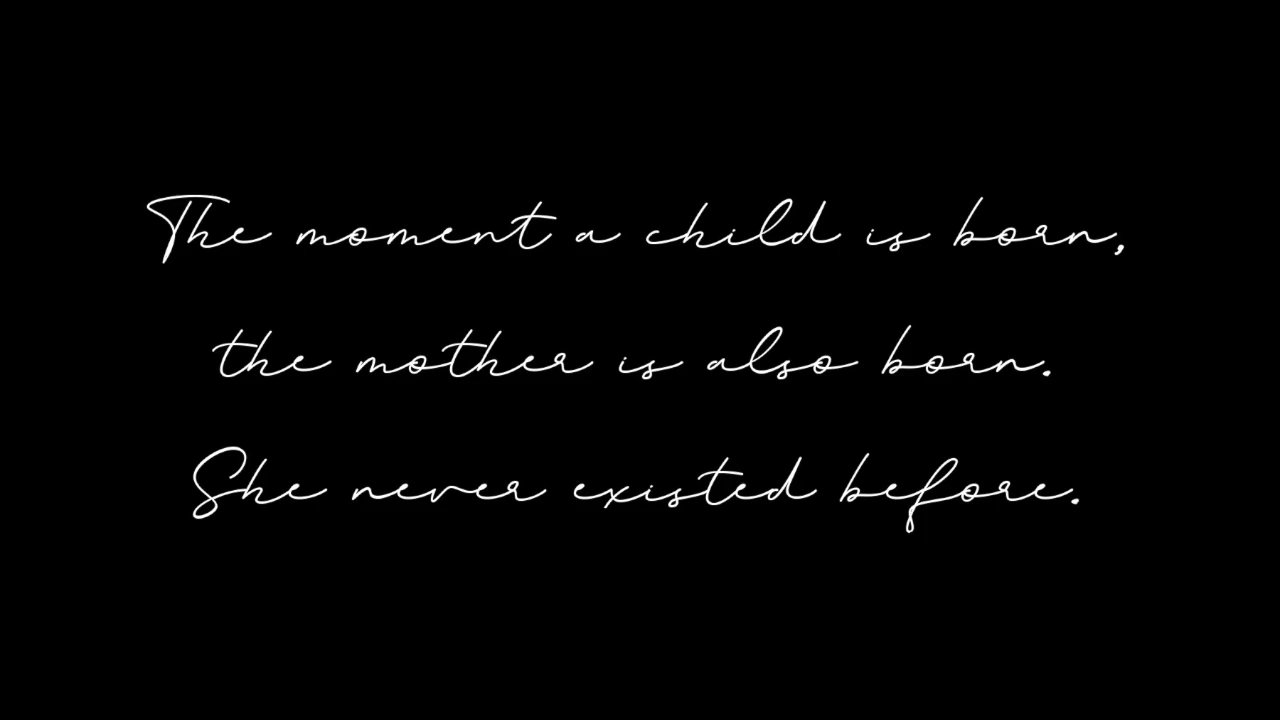 The moment a child is born,
the mother is also born.
She never existed before.